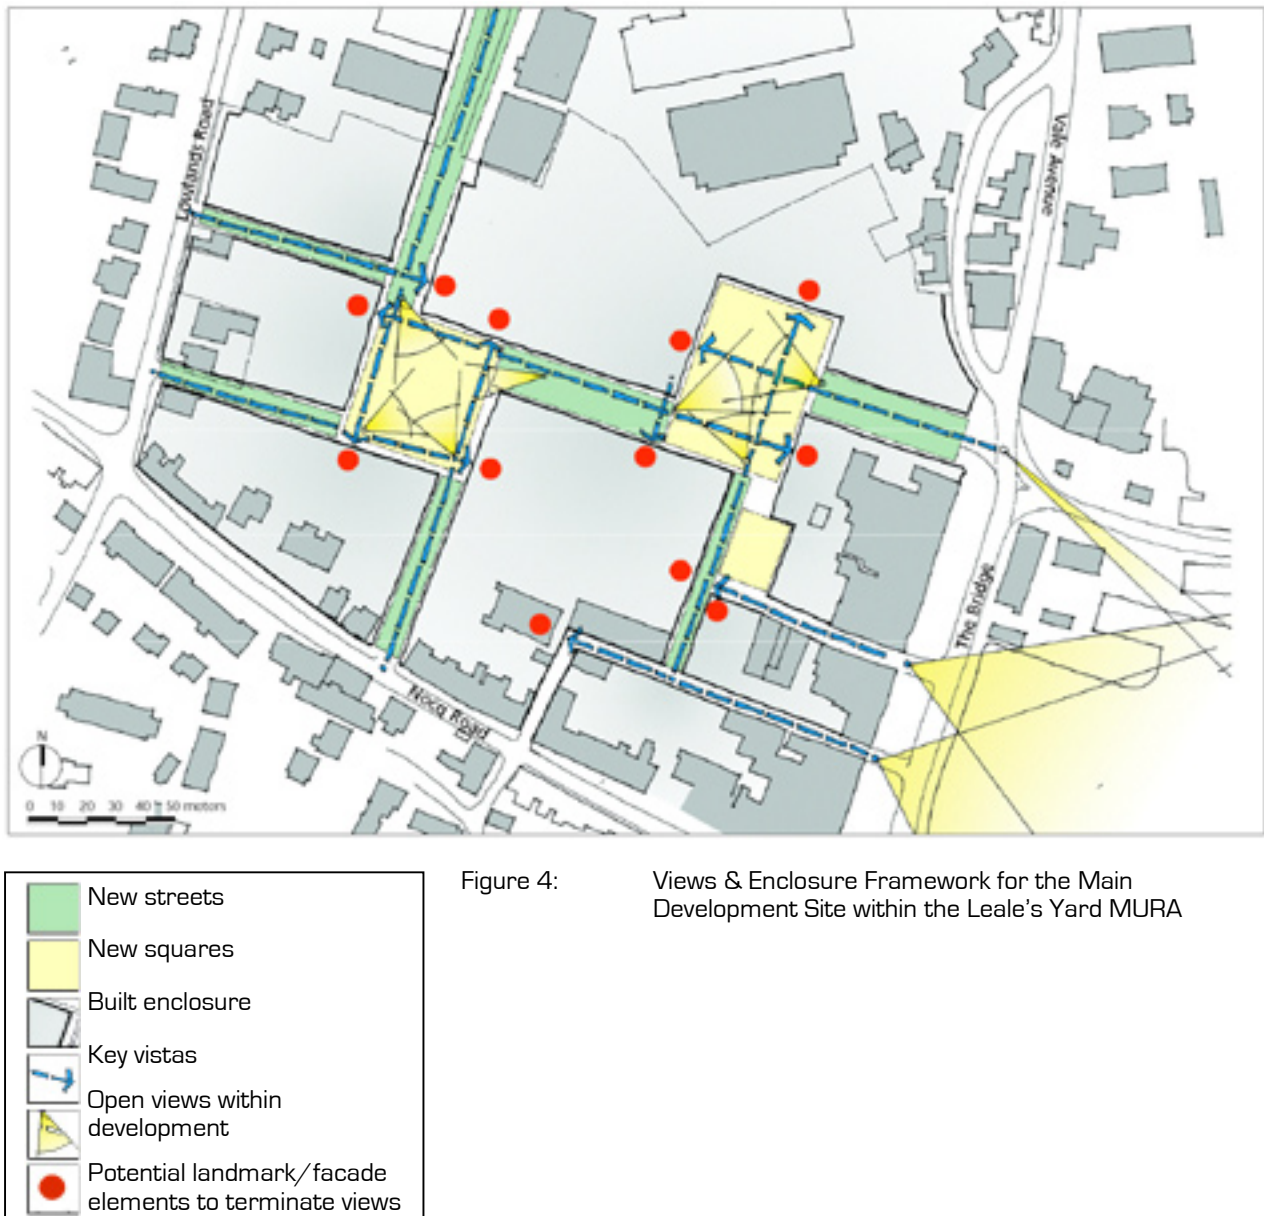 Lowlands Road
Vale Avenue
The Bridge
Nocq Road
N
0 10 20 30 40 50 meters
New streets
New squares
Built enclosure
Key vistas
Open views within
development
Potential landmark/facade
elements to terminate views
Figure 4:
Views & Enclosure Framework for the Main
Development Site within the Leale's Yard MURA